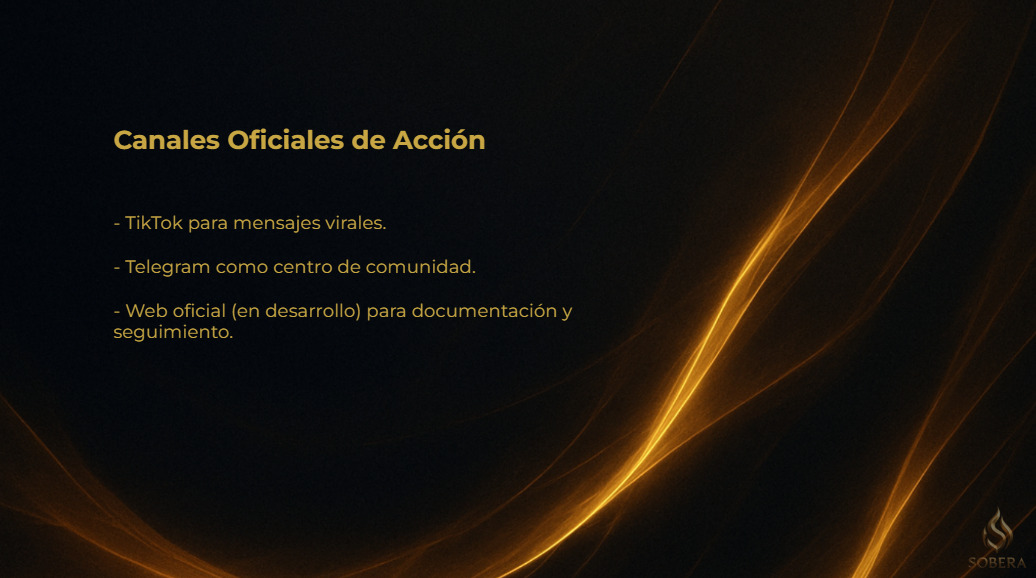 Canales Oficiales de Acción
- TikTok para mensajes virales.
- Telegram como centro de comunidad.
- Web oficial (en desarrollo) para documentación y
seguimiento.
SOBERA